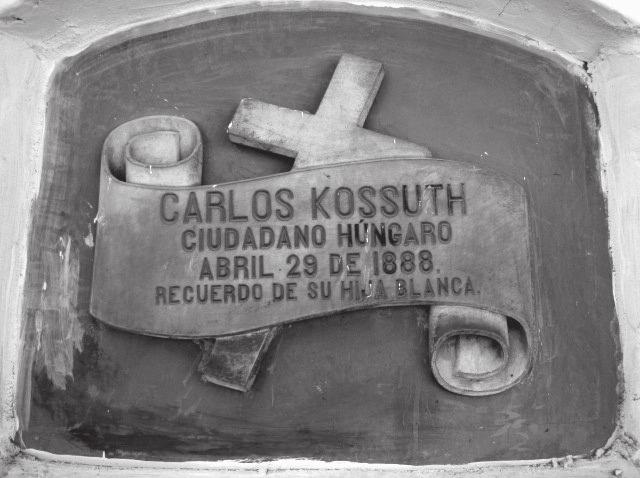 CARLOS KOSSUTH
CIUDADANO HÚNGARO
ABRIL 29 DE 1888.
RECUERDO DE SU HIJA BLANCA.